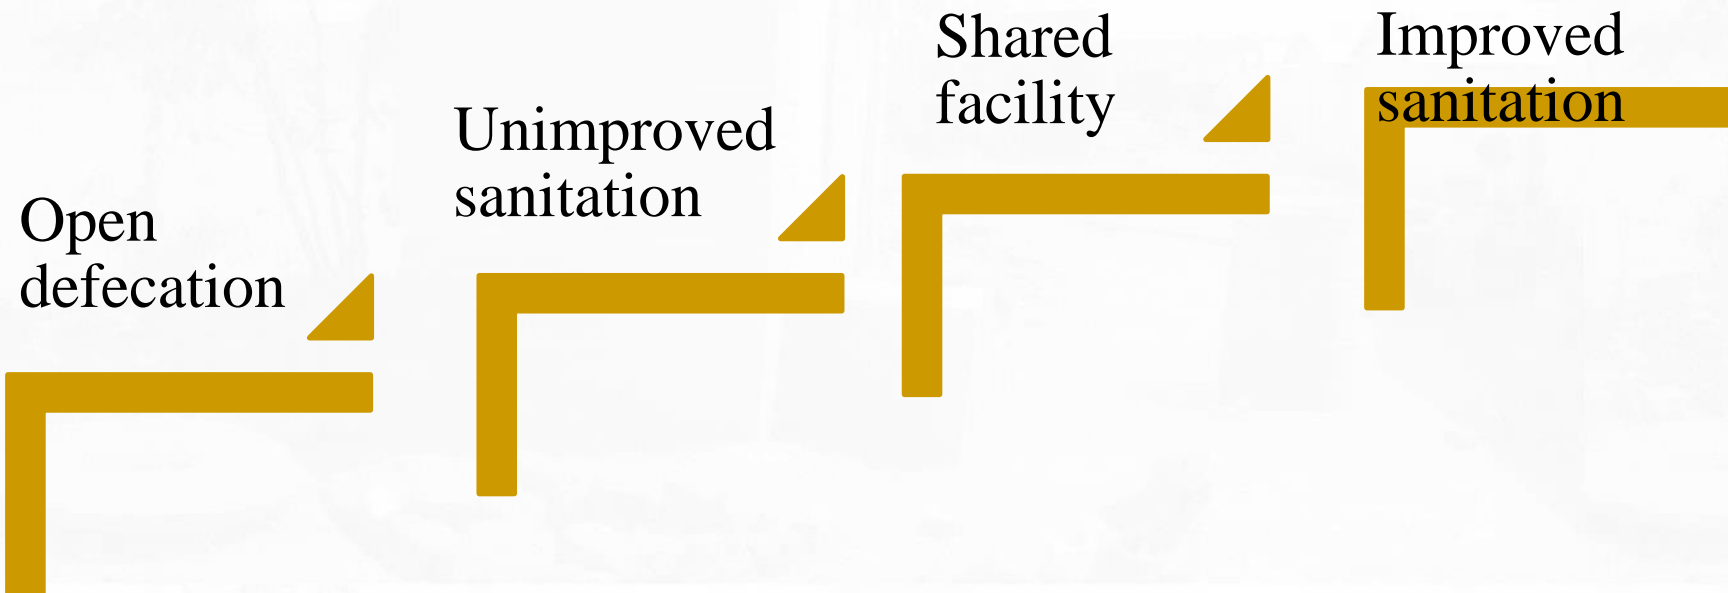 Open
defecation
Unimproved
sanitation
Shared
facility
Improved
sanitation